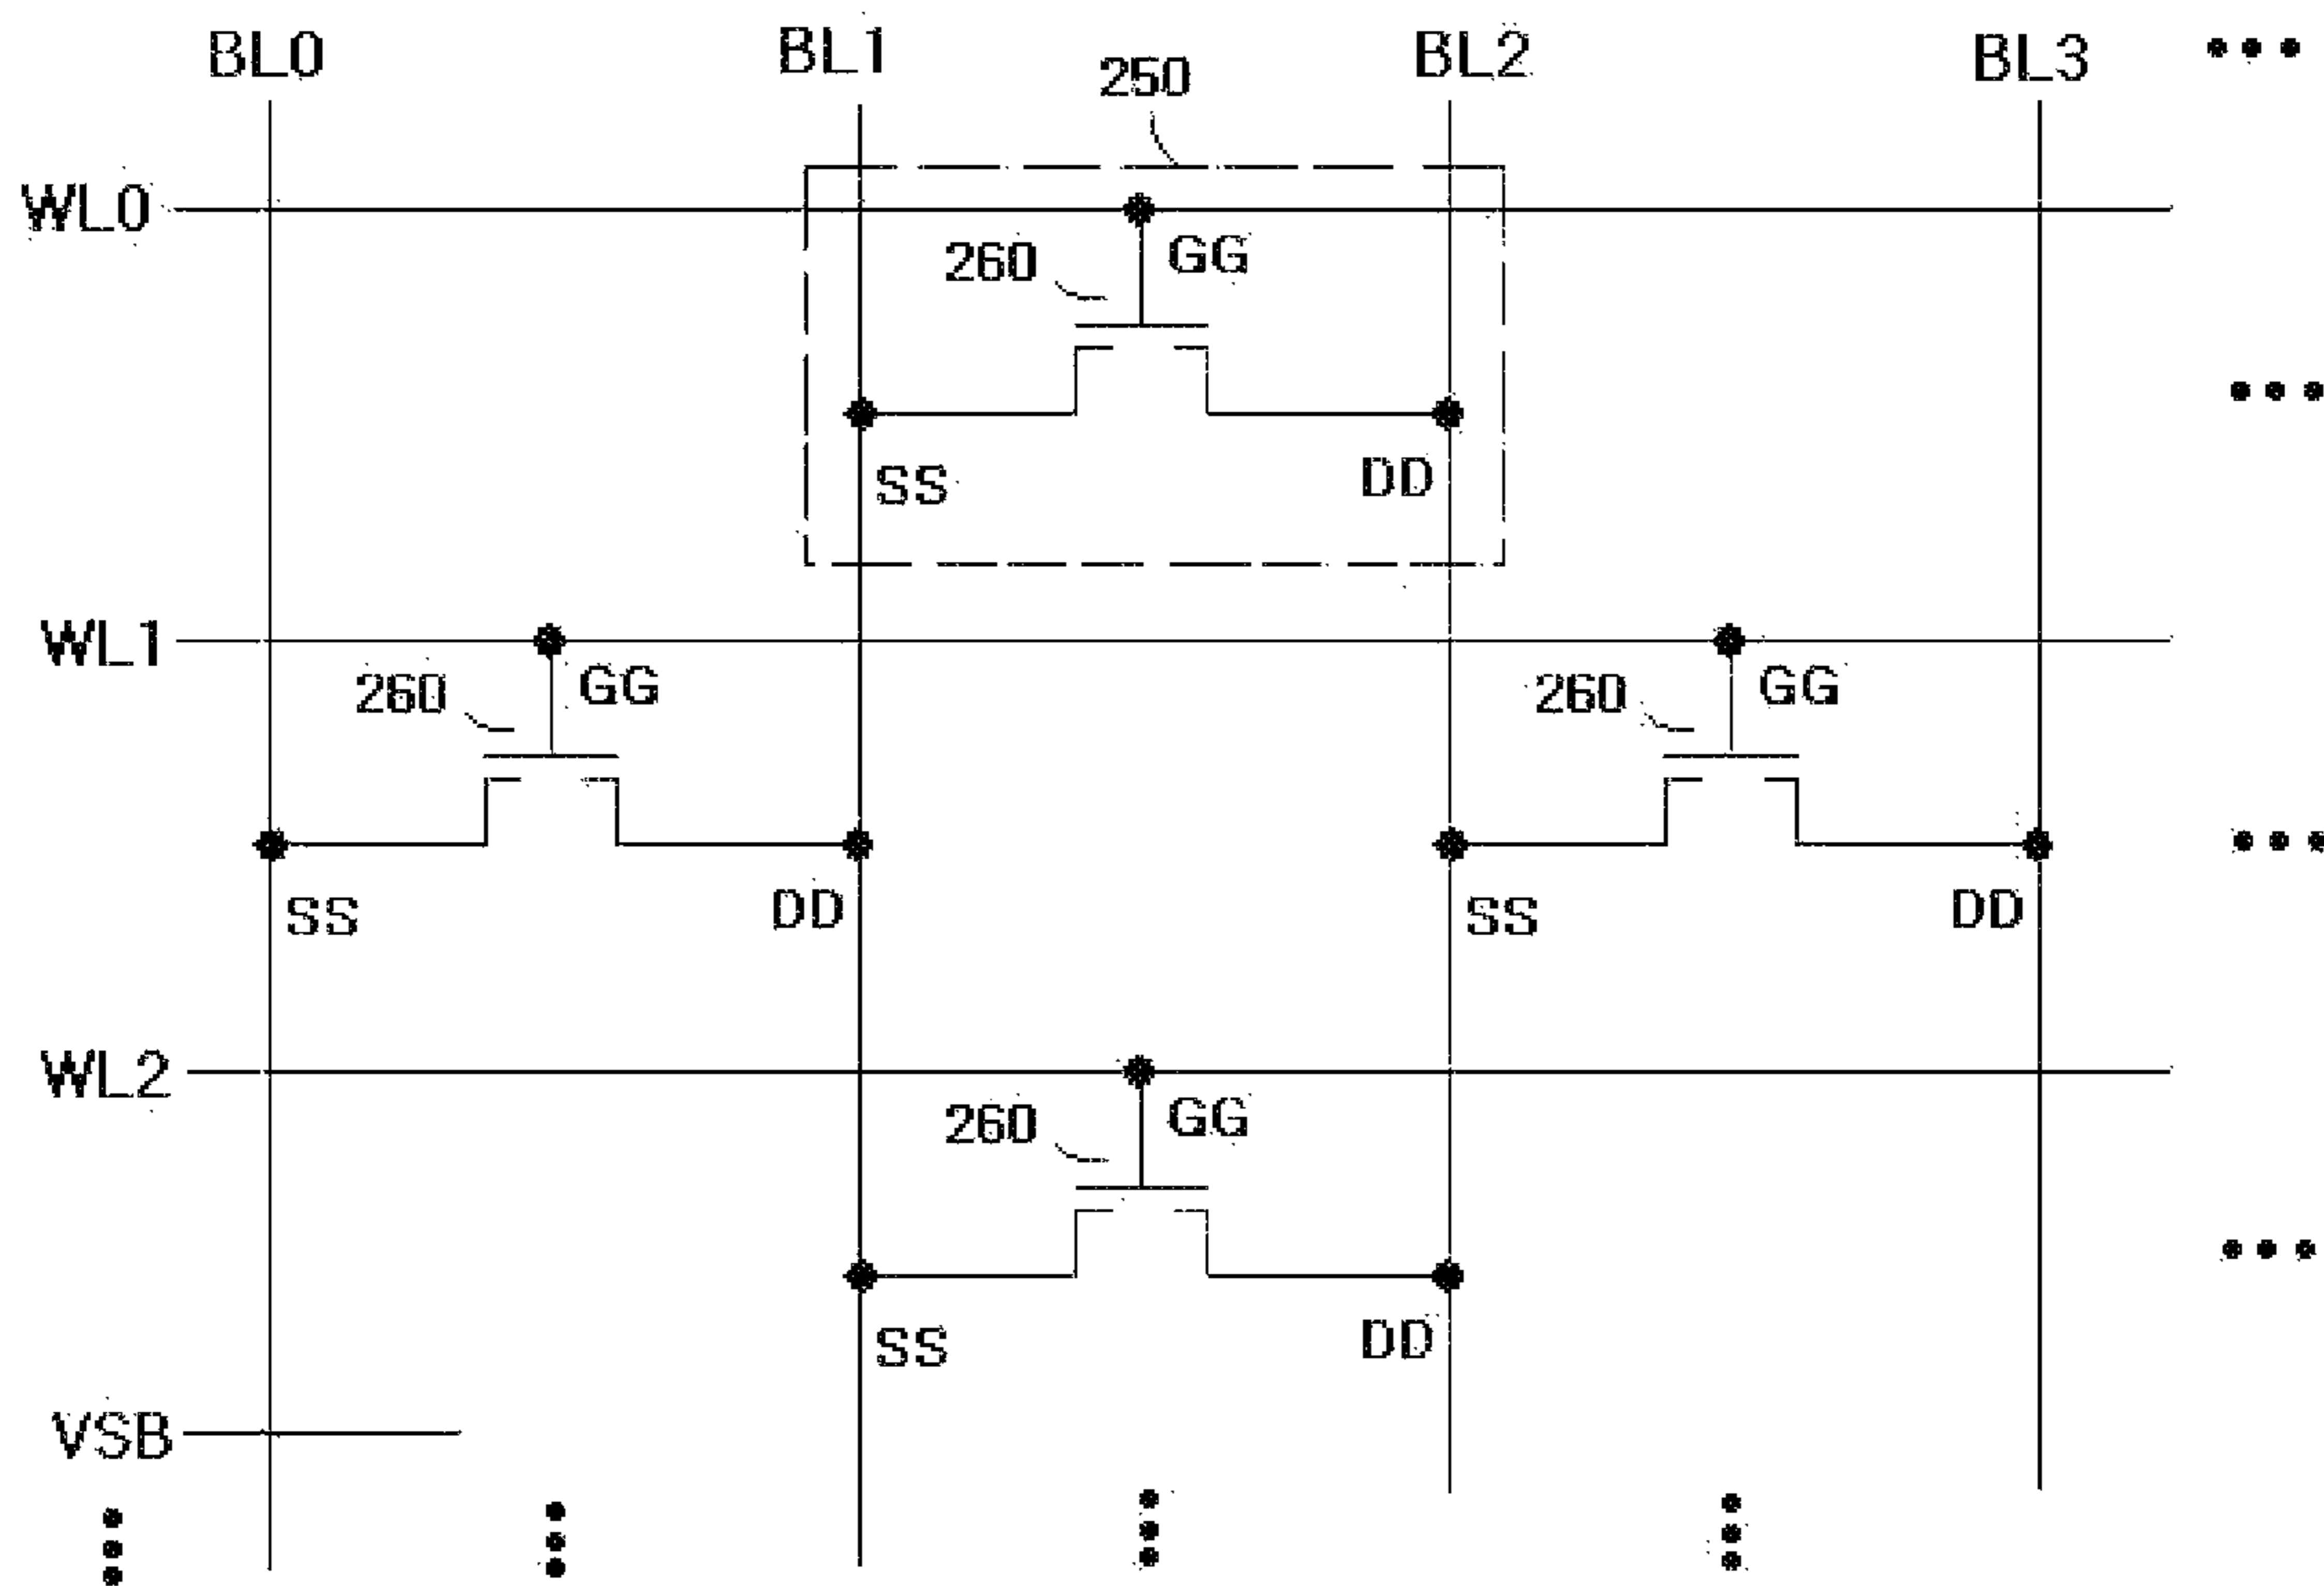 BL0 BL1 250 BL2 BL3
WL0
260 GG
SS DD
WL1
260 GG 260 GG
SS DD SS DD
WL2
260 GG
SS DD
VSB